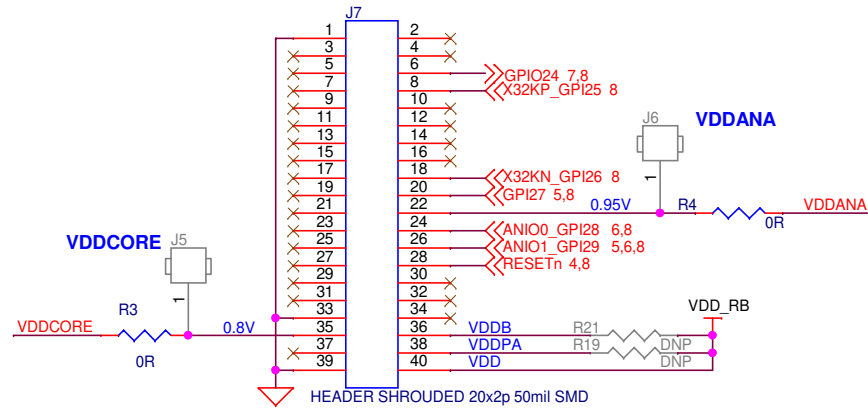 J7
1 2
3 4
5 6 GPIO24 7,8
7 8 X32KP_GPI25 8
9 10
11 12
13 14
15 16
17 18 X32KN_GPI26 8
19 20 GPI27 5,8
21 22 0.95V R4 0R VDDANA
J6
VDDANA
1
23 24 ANIO0_GPI28 6,8
25 26 ANIO1_GPI29 5,6,8
27 28 RESETn 4,8
29 30
31 32
33 34
VDDCORE
J5
1
R3
VDDCORE 0R 0.8V 35 36 VDDB R21 DNP
VDD_RB
37 38 VDDPA R19 DNP
39 40 VDD
HEADER SHROUDED 20x2p 50mil SMD